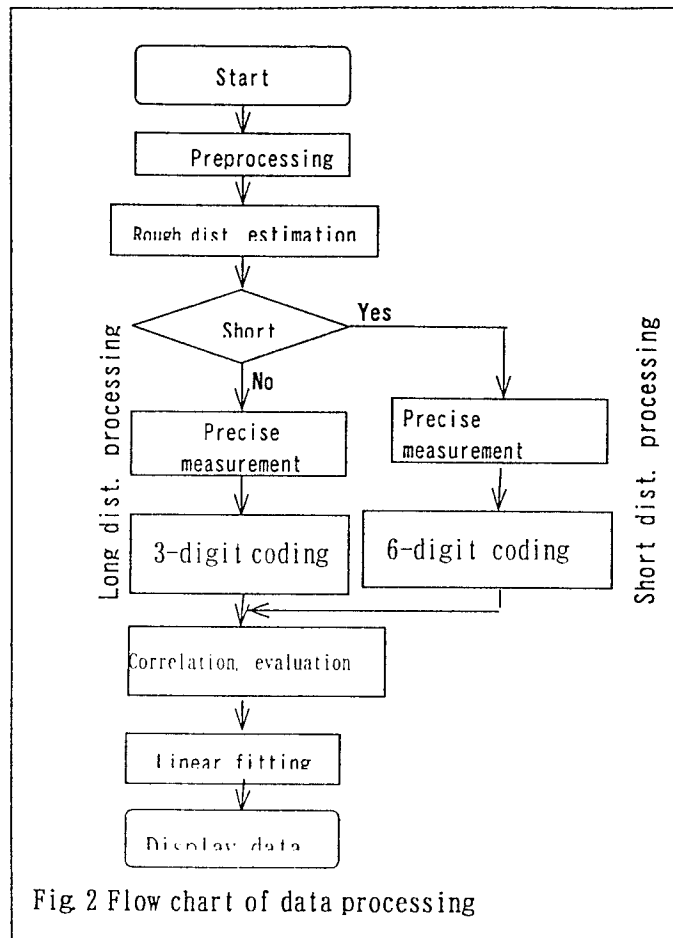 Start
Preprocessing
Rough dist. estimation
Short
Yes
No
Long dist. processing
Precise
measurement
Precise
measurement
Short dist. processing
3-digit coding
6-digit coding
Correlation, evaluation
Linear fitting
Display data
Fig. 2 Flow chart of data processing